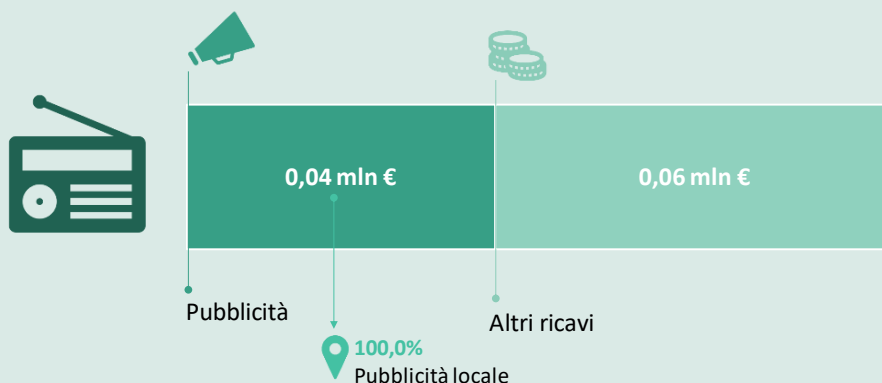 0,04 mln €
0,06 mln €
Pubblicità
Altri ricavi
100,0%
Pubblicità locale